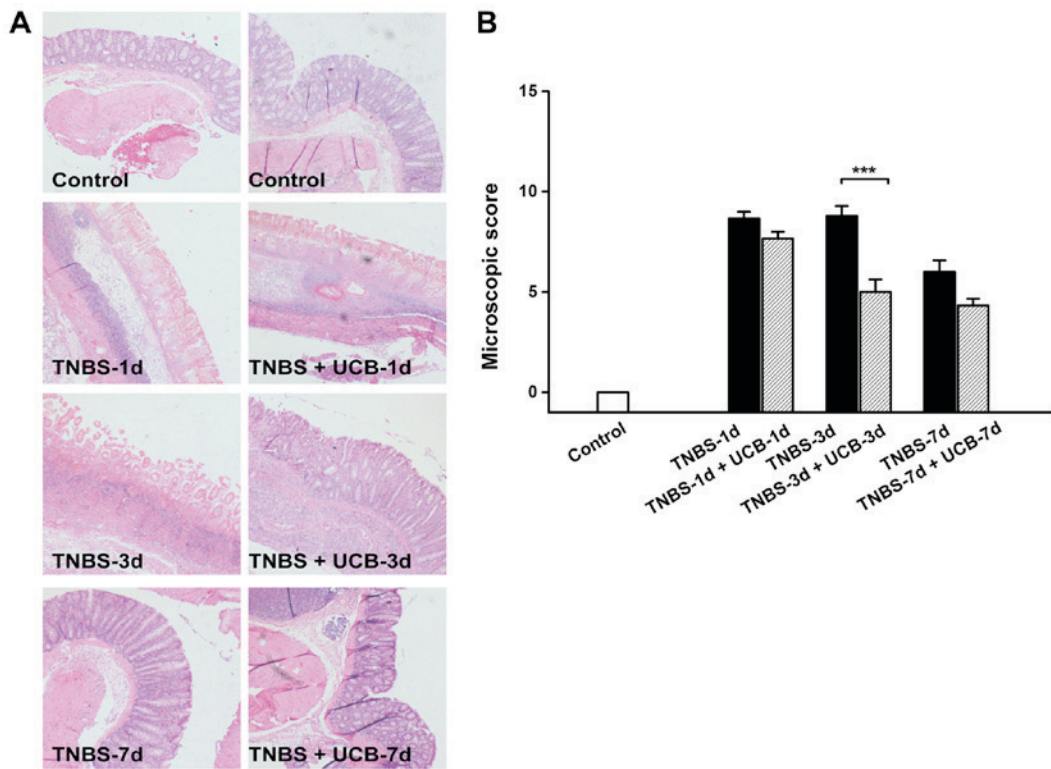 A
Control
Control
TNBS-1d
TNBS + UCB-1d
TNBS-3d
TNBS + UCB-3d
TNBS-7d
TNBS + UCB-7d
B
Microscopic score
15
10
5
0
***
Control
TNBS-1d
TNBS-1d + UCB-1d
TNBS-3d
TNBS-3d + UCB-3d
TNBS-7d
TNBS-7d + UCB-7d